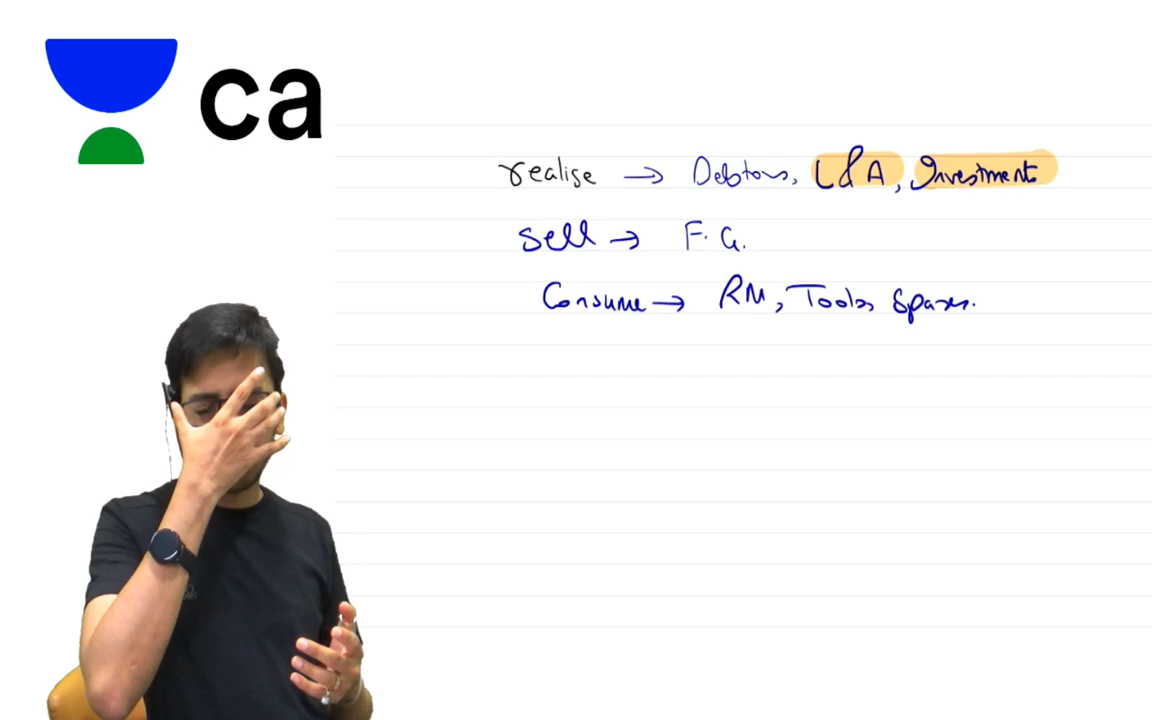 ca
realise → Debtors, L&A, Investment
Sell → F.G.
Consume → RM, Tools, Spares.